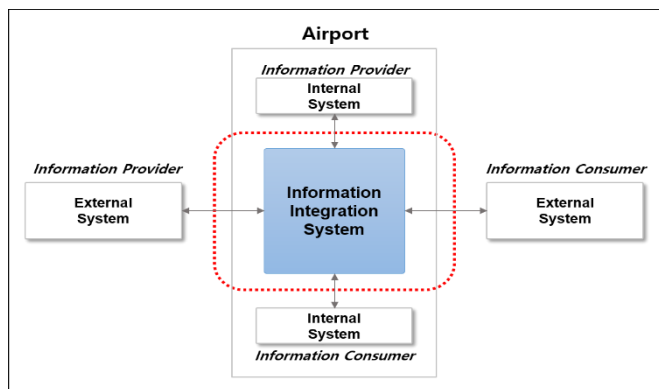 Airport
Information Provider
Internal
System
Information Provider
External
System
Information
Integration
System
Information Consumer
External
System
Internal
System
Information Consumer